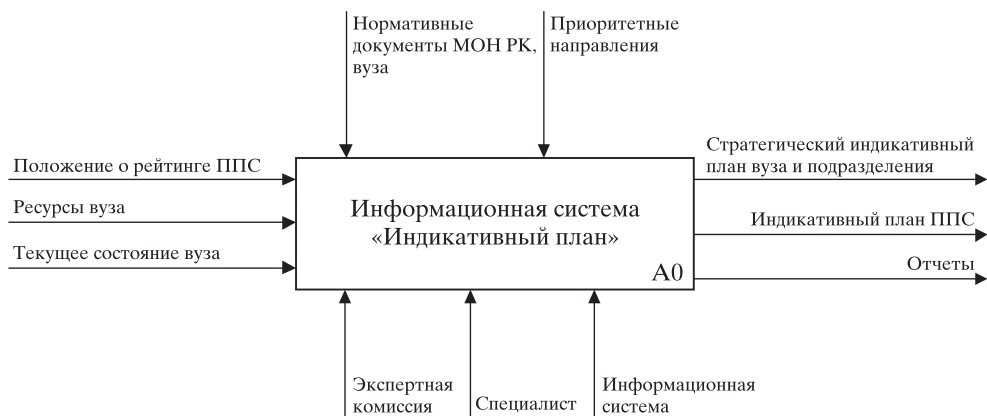 Нормативные
документы МОН РК,
вуза
Приоритетные
направления
Положение о рейтинге ППС
Ресурсы вуза
Текущее состояние вуза
Информационная система
«Индикативный план»
А0
Стратегический индикативный
план вуза и подразделения
Индикативный план ППС
Отчеты
Экспертная
комиссия
Специалист
Информационная
система